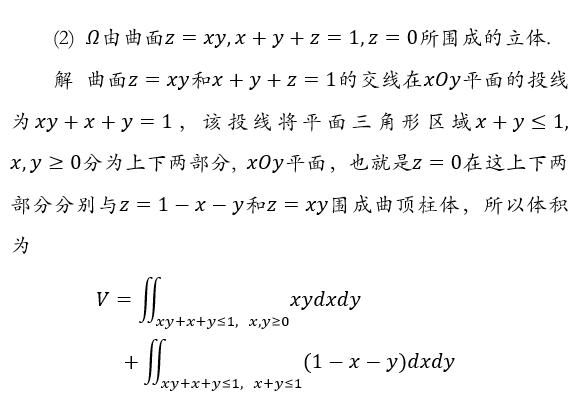 (2) Ω由曲面z = xy, x + y + z = 1, z = 0所围成的立体.
解 曲面z = xy和x + y + z = 1的交线在xOy平面的投线
为xy + x + y = 1，该投线将平面三角形区域x + y ≤ 1,
x, y ≥ 0分为上下两部分, xOy平面，也就是z = 0在这上下两
部分分别与z = 1 − x − y和z = xy围成曲顶柱体，所以体积
为
V = ∬_{xy+x+y≤1, x,y≥0} xydxdy
+ ∬_{xy+x+y≤1, x+y≤1} (1 − x − y)dxdy